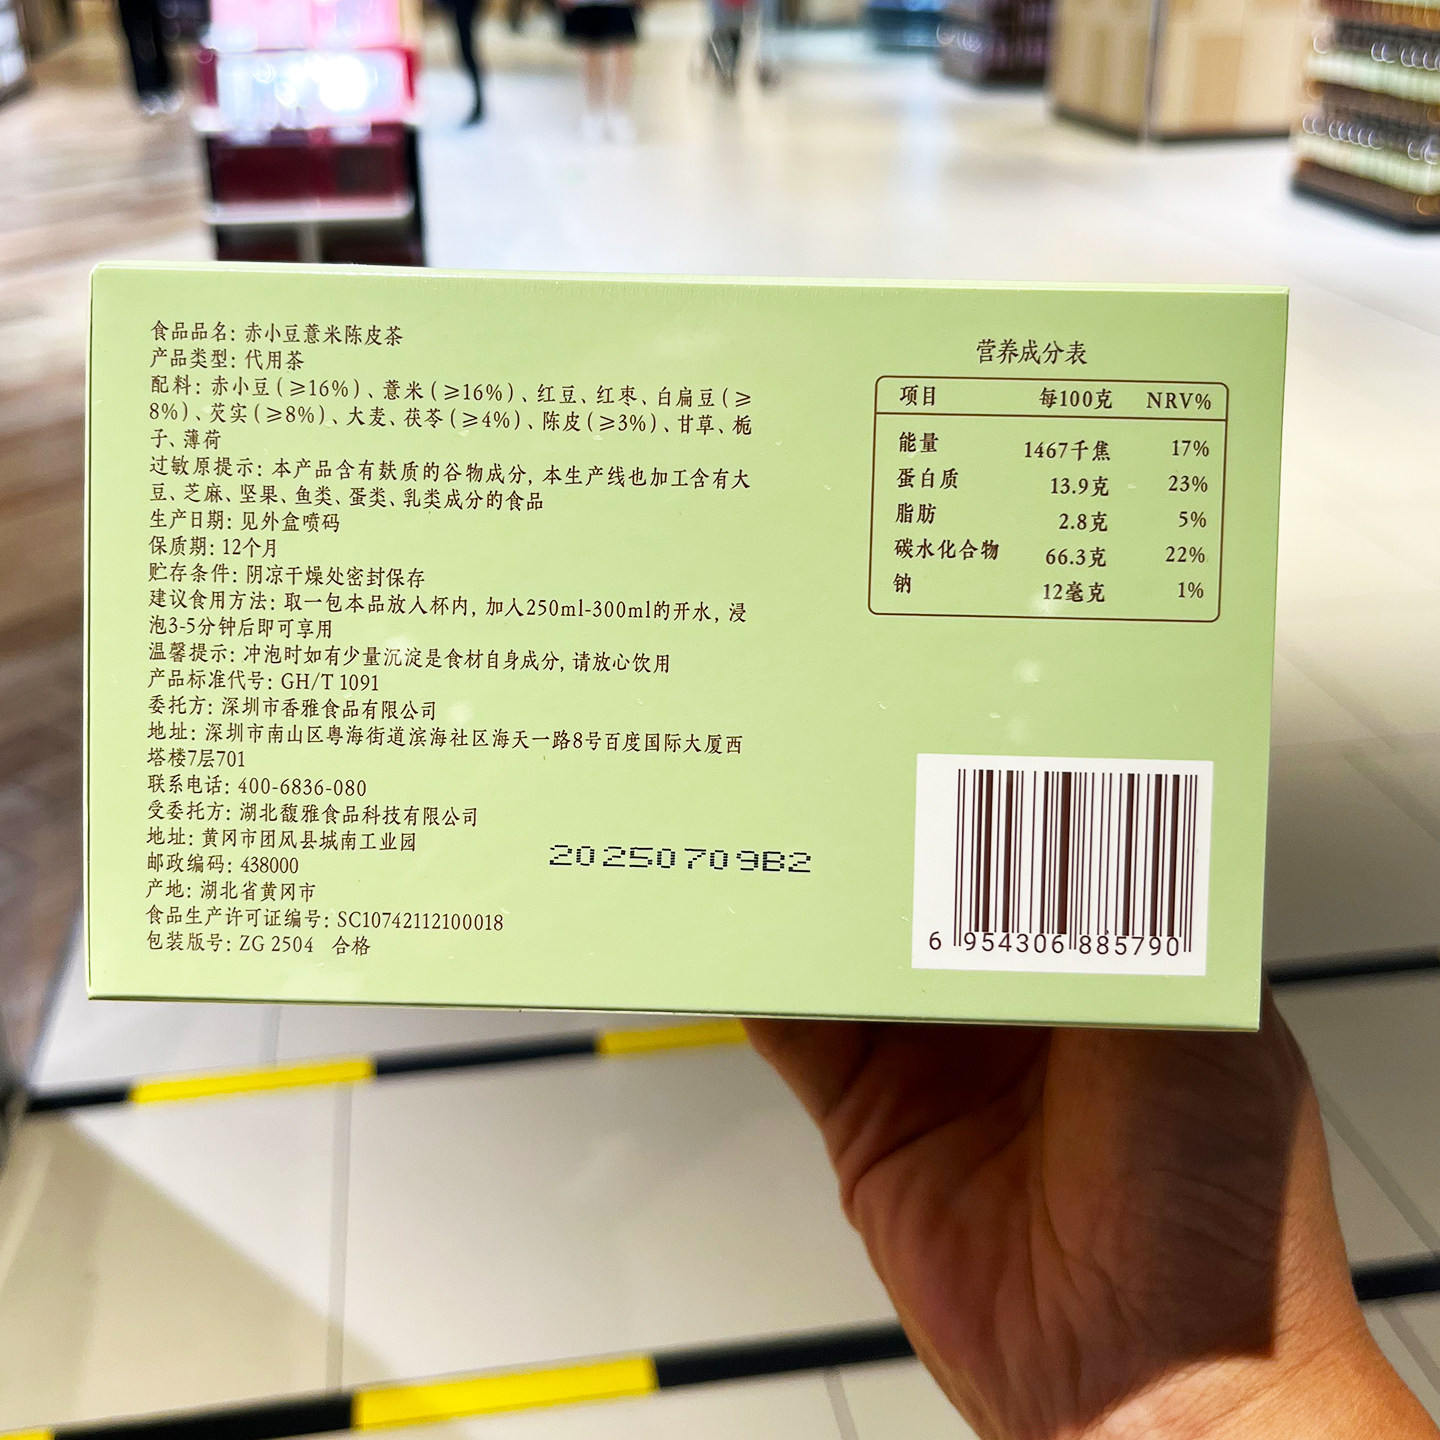 食品品名: 赤小豆薏米陈皮茶
产品类型: 代用茶
配料: 赤小豆(≥16%)、薏米(≥16%)、红豆、红枣、白扁豆(≥
8%)、芡实(≥8%)、大麦、茯苓(≥4%)、陈皮(≥3%)、甘草、栀
子、薄荷
过敏原提示: 本产品含有麸质的谷物成分, 本生产线也加工含有大
豆、芝麻、坚果、鱼类、蛋类、乳类成分的食品
生产日期: 见外盒喷码
保质期: 12个月
贮存条件: 阴凉干燥处密封保存
建议食用方法: 取一包本品放入杯内, 加入250ml-300ml的开水, 浸
泡3-5分钟后即可享用
温馨提示: 冲泡时如有少量沉淀是食材自身成分, 请放心饮用
产品标准代号: GH/T 1091
委托方: 深圳市香雅食品有限公司
地址: 深圳市南山区粤海街道滨海社区海天一路8号百度国际大厦西
塔楼7层701
联系电话: 400-6836-080
受委托方: 湖北馥雅食品科技有限公司
地址: 黄冈市团风县城南工业园
邮政编码: 438000
产地: 湖北省黄冈市
食品生产许可证编号: SC10742112100018
包装版号: ZG 2504 合格
20250709B2
营养成分表
项目 每100克 NRV%
能量 1467千焦 17%
蛋白质 13.9克 23%
脂肪 2.8克 5%
碳水化合物 66.3克 22%
钠 12毫克 1%
6 954306 885790